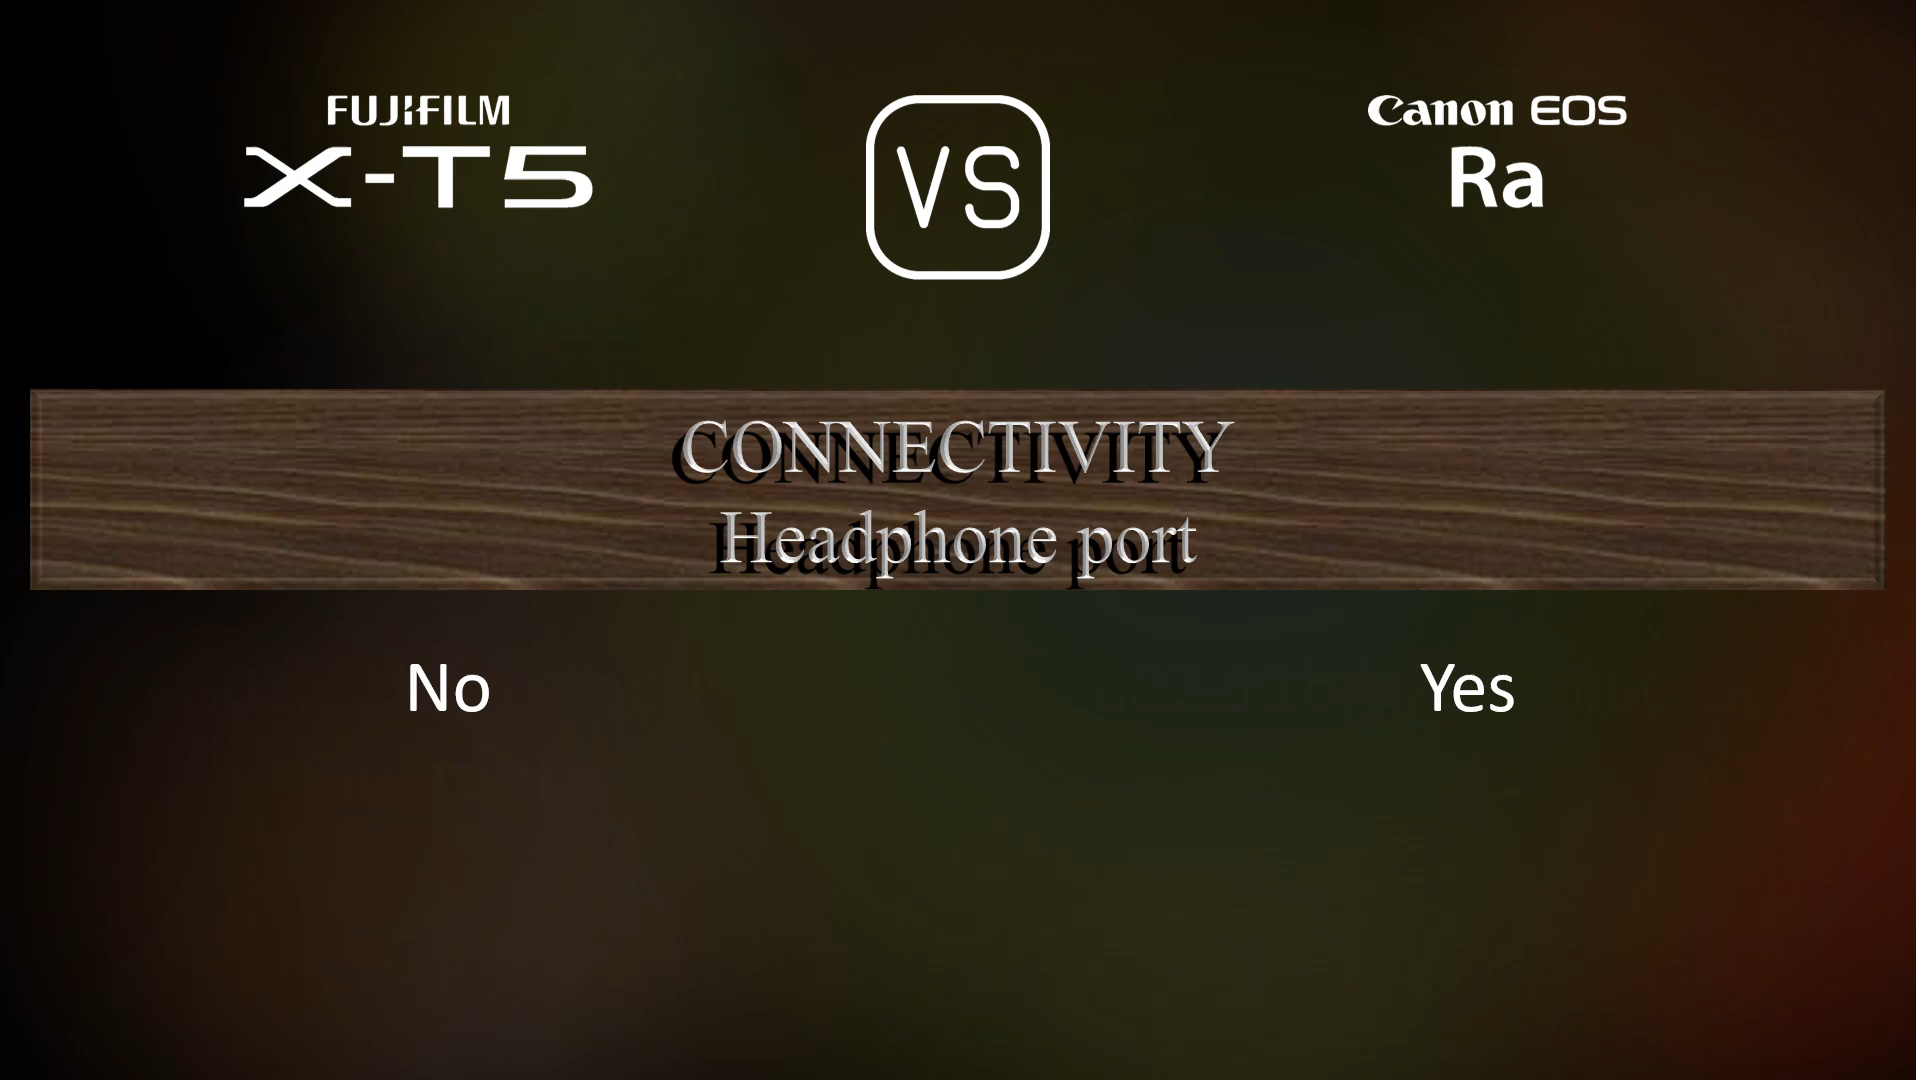 FUJIFILM
X-T5
VS
Canon EOS
Ra
CONNECTIVITY
Headphone port
No
Yes